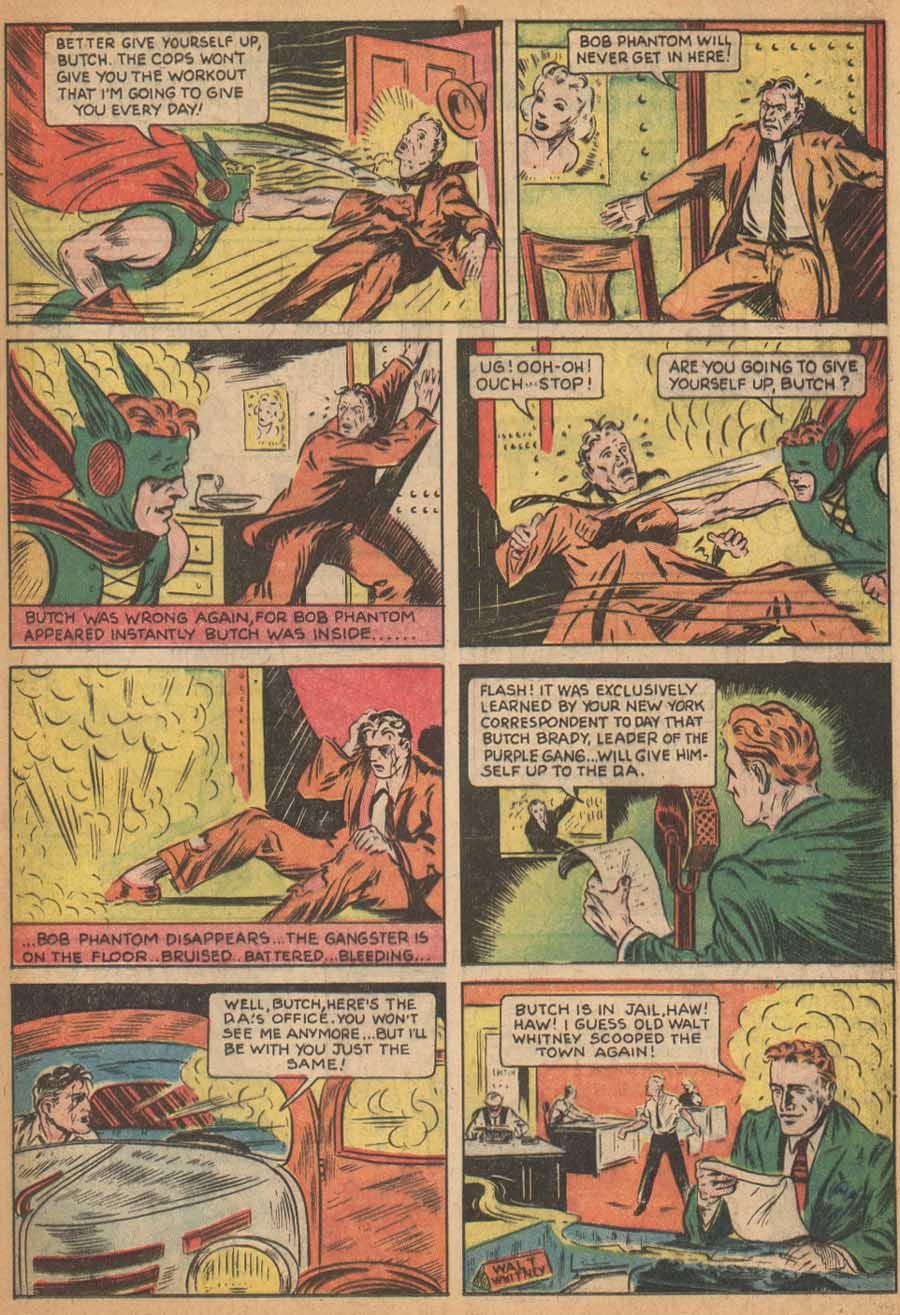 BETTER GIVE YOURSELF UP,
BUTCH. THE COPS WON'T
GIVE YOU THE WORKOUT
THAT I'M GOING TO GIVE
YOU EVERY DAY!
BOB PHANTOM WILL
NEVER GET IN HERE!
BUTCH WAS WRONG AGAIN, FOR BOB PHANTOM
APPEARED INSTANTLY BUTCH WAS INSIDE......
UG! OOH-OH!
OUCH...STOP!
ARE YOU GOING TO GIVE
YOURSELF UP, BUTCH?
...BOB PHANTOM DISAPPEARS...THE GANGSTER IS
ON THE FLOOR..BRUISED..BATTERED...BLEEDING...
FLASH! IT WAS EXCLUSIVELY
LEARNED BY YOUR NEW YORK
CORRESPONDENT TO DAY THAT
BUTCH BRADY, LEADER OF THE
PURPLE GANG...WILL GIVE HIM-
SELF UP TO THE D.A.
WELL, BUTCH, HERE'S THE
D.A.'S OFFICE. YOU WON'T
SEE ME ANYMORE...BUT I'LL
BE WITH YOU JUST THE
SAME!
BUTCH IS IN JAIL, HAW!
HAW! I GUESS OLD WALT
WHITNEY SCOOPED THE
TOWN AGAIN!
WAL
WHITNEY